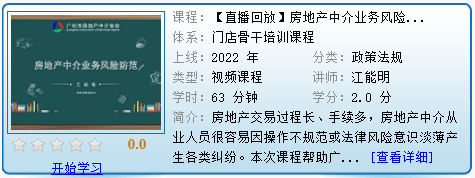 广州市房地产中介协会
房地产中介业务风险防范
江能明
0.0
开始学习
课程：【直播回放】房地产中介业务风险...
体系：门店骨干培训课程
上线：2022 年 分类：政策法规
类型：视频课程 讲师：江能明
学时：63 分钟 学分：2.0 分
简介：房地产交易过程长、手续多，房地产中介从
业人员很容易因操作不规范或法律风险意识淡薄产
生各类纠纷。本次课程帮助广... [查看详细]